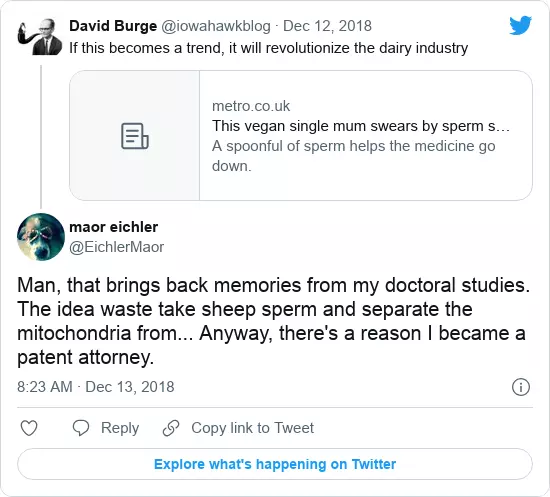 David Burge @iowahawkblog · Dec 12, 2018
If this becomes a trend, it will revolutionize the dairy industry
metro.co.uk
This vegan single mum swears by sperm s...
A spoonful of sperm helps the medicine go
down.
maor eichler
@EichlerMaor
Man, that brings back memories from my doctoral studies.
The idea waste take sheep sperm and separate the
mitochondria from... Anyway, there's a reason I became a
patent attorney.
8:23 AM · Dec 13, 2018
Reply
Copy link to Tweet
Explore what's happening on Twitter